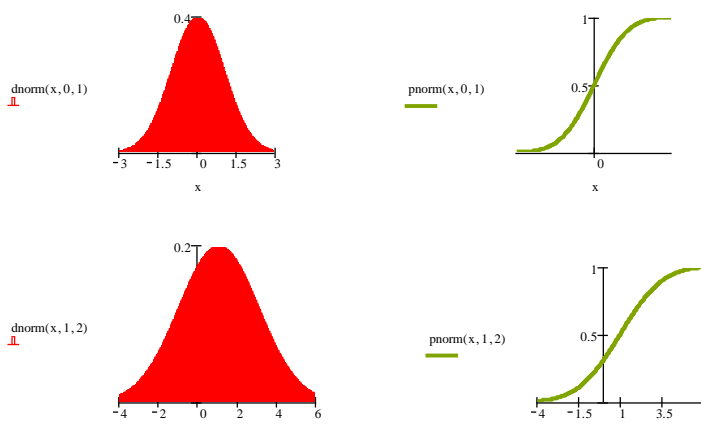 0.4
dnorm(x, 0, 1)
-3 -1.5 0 1.5 3
x
1
0.5
pnorm(x, 0, 1)
0
x
0.2
dnorm(x, 1, 2)
-4 -2 0 2 4 6
1
0.5
pnorm(x, 1, 2)
-4 -1.5 1 3.5